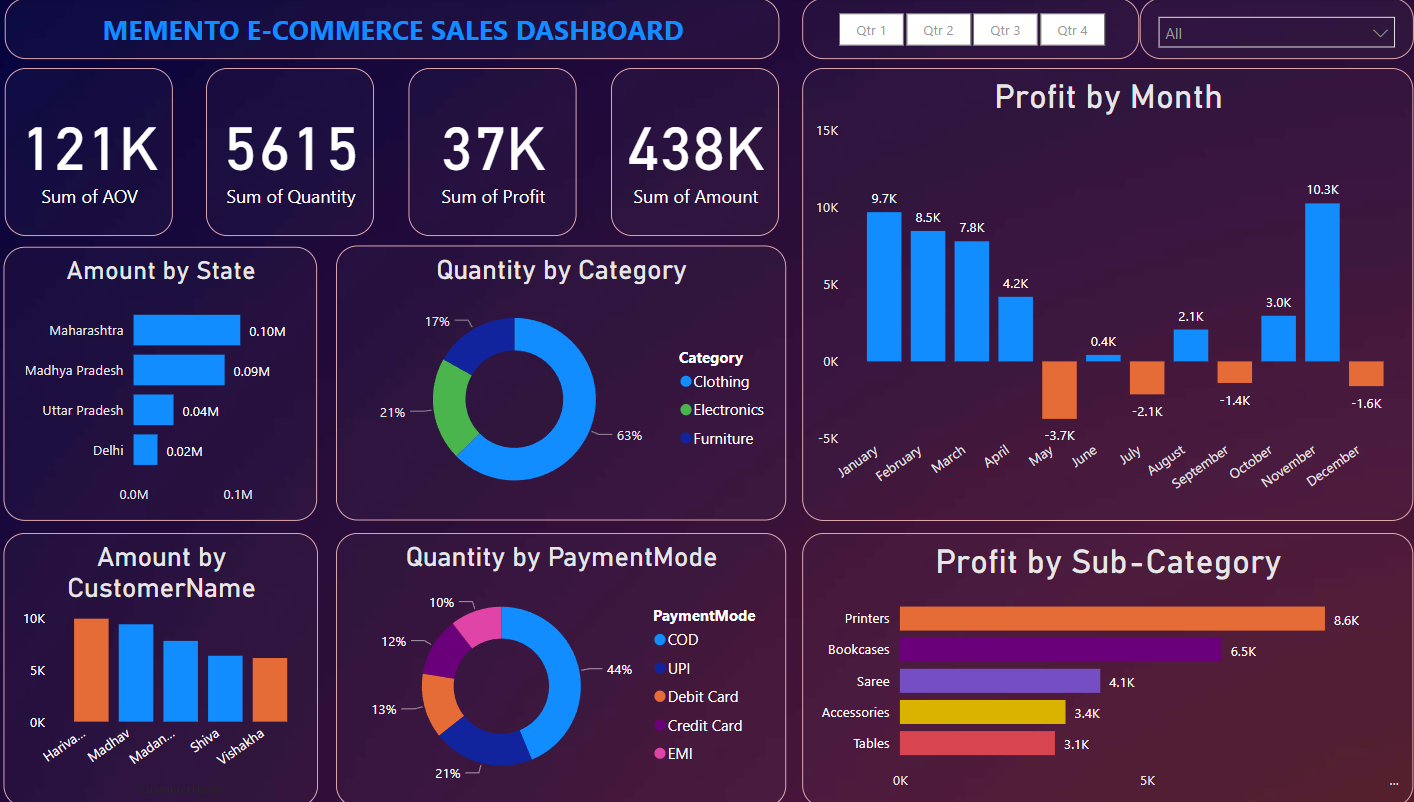 MEMENTO E-COMMERCE SALES DASHBOARD
Qtr 1 Qtr 2 Qtr 3 Qtr 4
All
121K
Sum of AOV
5615
Sum of Quantity
37K
Sum of Profit
438K
Sum of Amount
Profit by Month
15K
10K
5K
0K
-5K
9.7K
8.5K
7.8K
4.2K
-3.7K
0.4K
-2.1K
2.1K
-1.4K
3.0K
10.3K
-1.6K
January
February
March
April
May
June
July
August
September
October
November
December
Amount by State
Maharashtra 0.10M
Madhya Pradesh 0.09M
Uttar Pradesh 0.04M
Delhi 0.02M
0.0M 0.1M
Quantity by Category
17%
21%
63%
Category
Clothing
Electronics
Furniture
Amount by
CustomerName
10K
5K
0K
Hariva...
Madhav
Madan...
Shiva
Vishakha
Quantity by PaymentMode
10%
12%
13%
21%
44%
PaymentMode
COD
UPI
Debit Card
Credit Card
EMI
Profit by Sub-Category
Printers 8.6K
Bookcases 6.5K
Saree 4.1K
Accessories 3.4K
Tables 3.1K
0K 5K ...